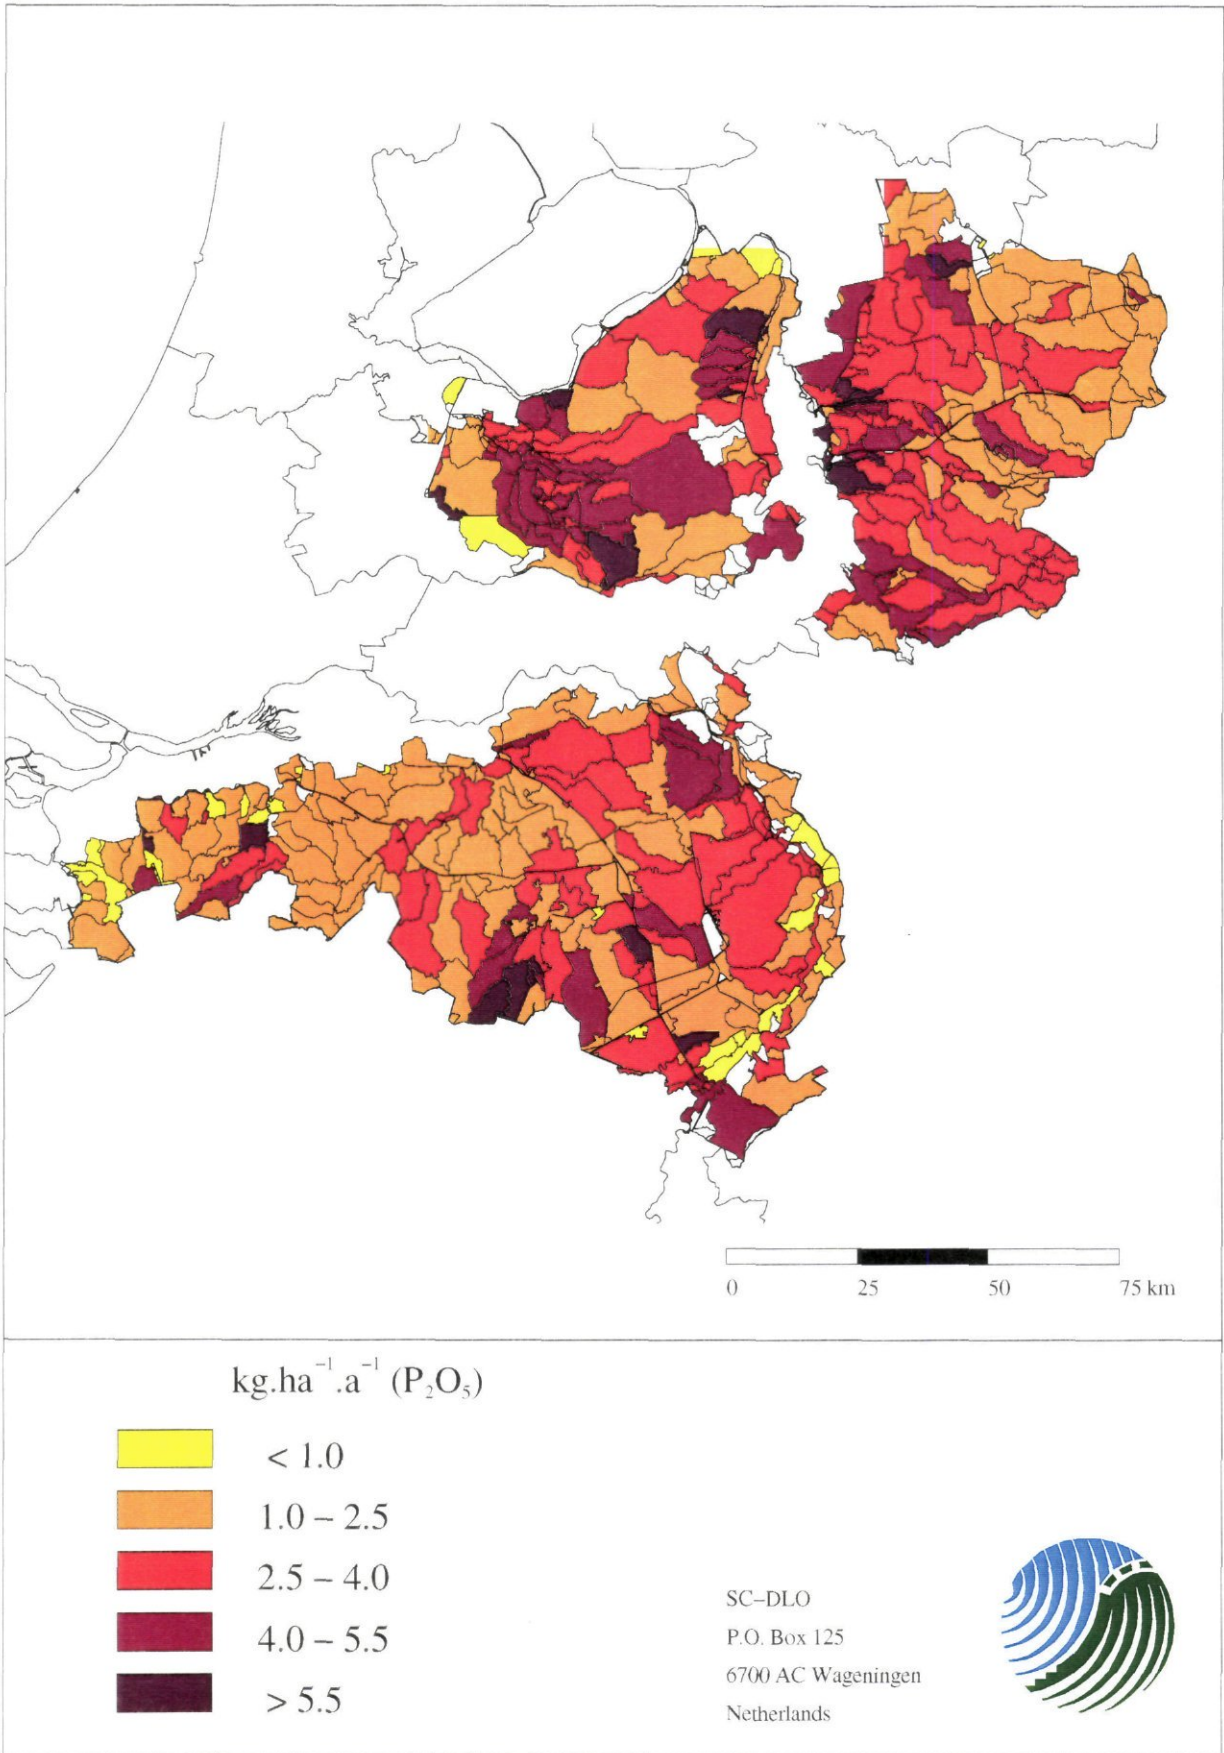 0 25 50 75 km
kg.ha⁻¹.a⁻¹ (P₂O₅)
< 1.0
1.0 – 2.5
2.5 – 4.0
4.0 – 5.5
> 5.5
SC–DLO
P.O. Box 125
6700 AC Wageningen
Netherlands